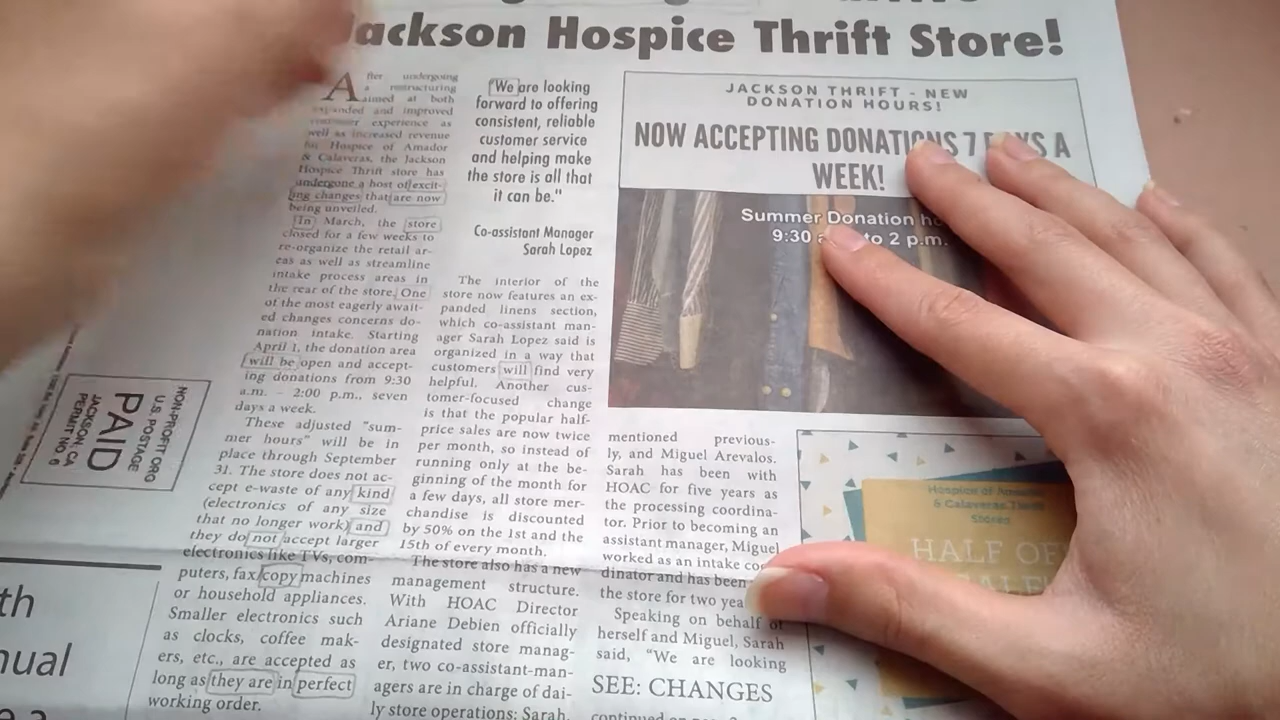 Jackson Hospice Thrift Store!
After undergoing
a restructuring
aimed at both
expanded and improved
customer experience as
well as increased revenue
for Hospice of Amador
& Calaveras, the Jackson
Hospice Thrift store has
undergone a host of excit-
ing changes that are now
being unveiled.
In March, the store
closed for a few weeks to
re-organize the retail ar-
eas as well as streamline
intake process areas in
the rear of the store. One
of the most eagerly await-
ed changes concerns do-
nation intake. Starting
April 1, the donation area
will be open and accept-
ing donations from 9:30
a.m. – 2:00 p.m., seven
days a week.
These adjusted "sum-
mer hours" will be in
place through September
31. The store does not ac-
cept e-waste of any kind
(electronics of any size
that no longer work) and
they do not accept larger
electronics like TVs, com-
puters, fax/copy machines
or household appliances.
Smaller electronics such
as clocks, coffee mak-
ers, etc., are accepted as
long as they are in perfect
working order.
"We are looking
forward to offering
consistent, reliable
customer service
and helping make
the store is all that
it can be."
Co-assistant Manager
Sarah Lopez
The interior of the
store now features an ex-
panded linens section,
which co-assistant man-
ager Sarah Lopez said is
organized in a way that
customers will find very
helpful. Another cus-
tomer-focused change
is that the popular half-
price sales are now twice
per month, so instead of
running only at the be-
ginning of the month for
a few days, all store mer-
chandise is discounted
by 50% on the 1st and the
15th of every month.
The store also has a new
management structure.
With HOAC Director
Ariane Debien officially
designated store manag-
er, two co-assistant-man-
agers are in charge of dai-
ly store operations: Sarah,
JACKSON THRIFT - NEW
DONATION HOURS!
NOW ACCEPTING DONATIONS 7 DAYS A
WEEK!
Summer Donation
9:30 to 2 p.m.
mentioned previous-
ly, and Miguel Arevalos.
Sarah has been with
HOAC for five years as
the processing coordina-
tor. Prior to becoming an
assistant manager, Miguel
worked as an intake coor-
dinator and has been
the store for two
Speaking on behalf of
herself and Miguel, Sarah
said, "We are looking
SEE: CHANGES
Hospice of Amador
& Calaveras Thrift
Stores
HALF OFF
SALE!
NON-PROFIT ORG
U.S. POSTAGE
PAID
JACKSON, CA
PERMIT NO. 6
th
nual